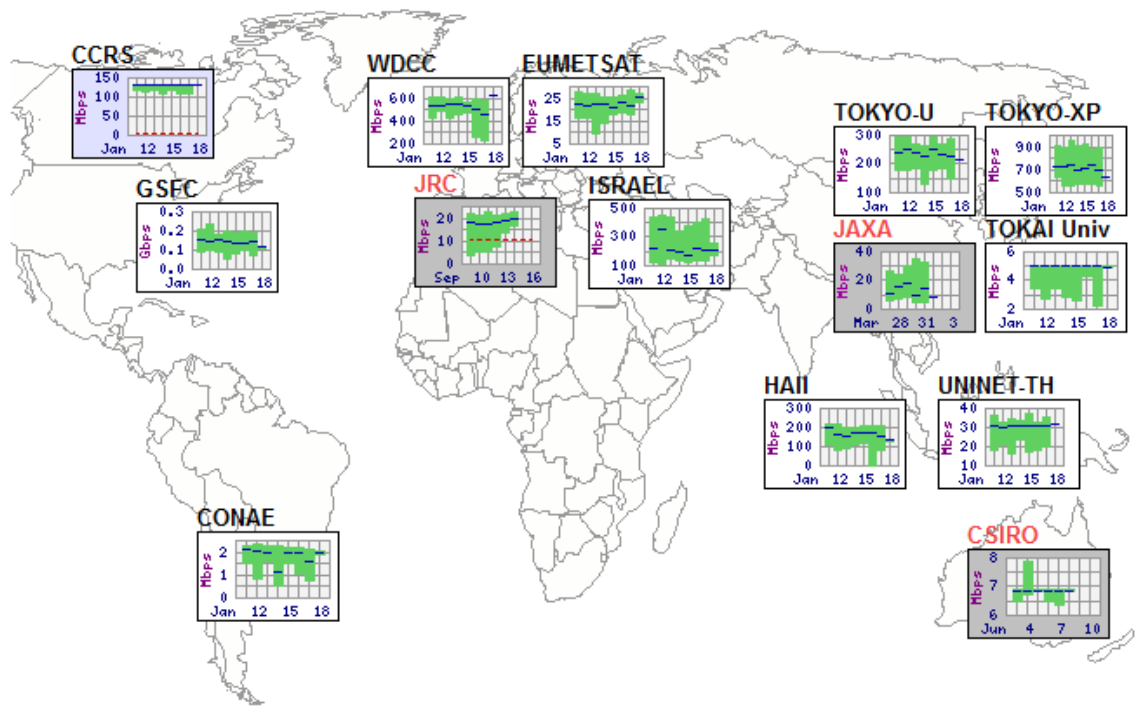 CCRS
150
100
50
0
Mbps
Jan 12 15 18
WDCC
600
400
200
Mbps
Jan 12 15 18
EUMETSAT
25
15
5
Mbps
Jan 12 15 18
TOKYO-U
300
200
100
Mbps
Jan 12 15 18
TOKYO-XP
900
700
500
Mbps
Jan 12 15 18
GSFC
0.3
0.2
0.1
0.0
Gbps
Jan 12 15 18
JRC
20
10
0
Mbps
Sep 10 13 16
ISRAEL
500
300
100
Mbps
Jan 12 15 18
JAXA
40
20
0
Mbps
Mar 28 31 3
TOKAI Univ
6
4
2
Mbps
Jan 12 15 18
HAII
300
200
100
0
Mbps
Jan 12 15 18
UNINET-TH
40
30
20
10
Mbps
Jan 12 15 18
CONAE
2
1
0
Mbps
Jan 12 15 18
CSIRO
8
7
6
Mbps
Jun 4 7 10